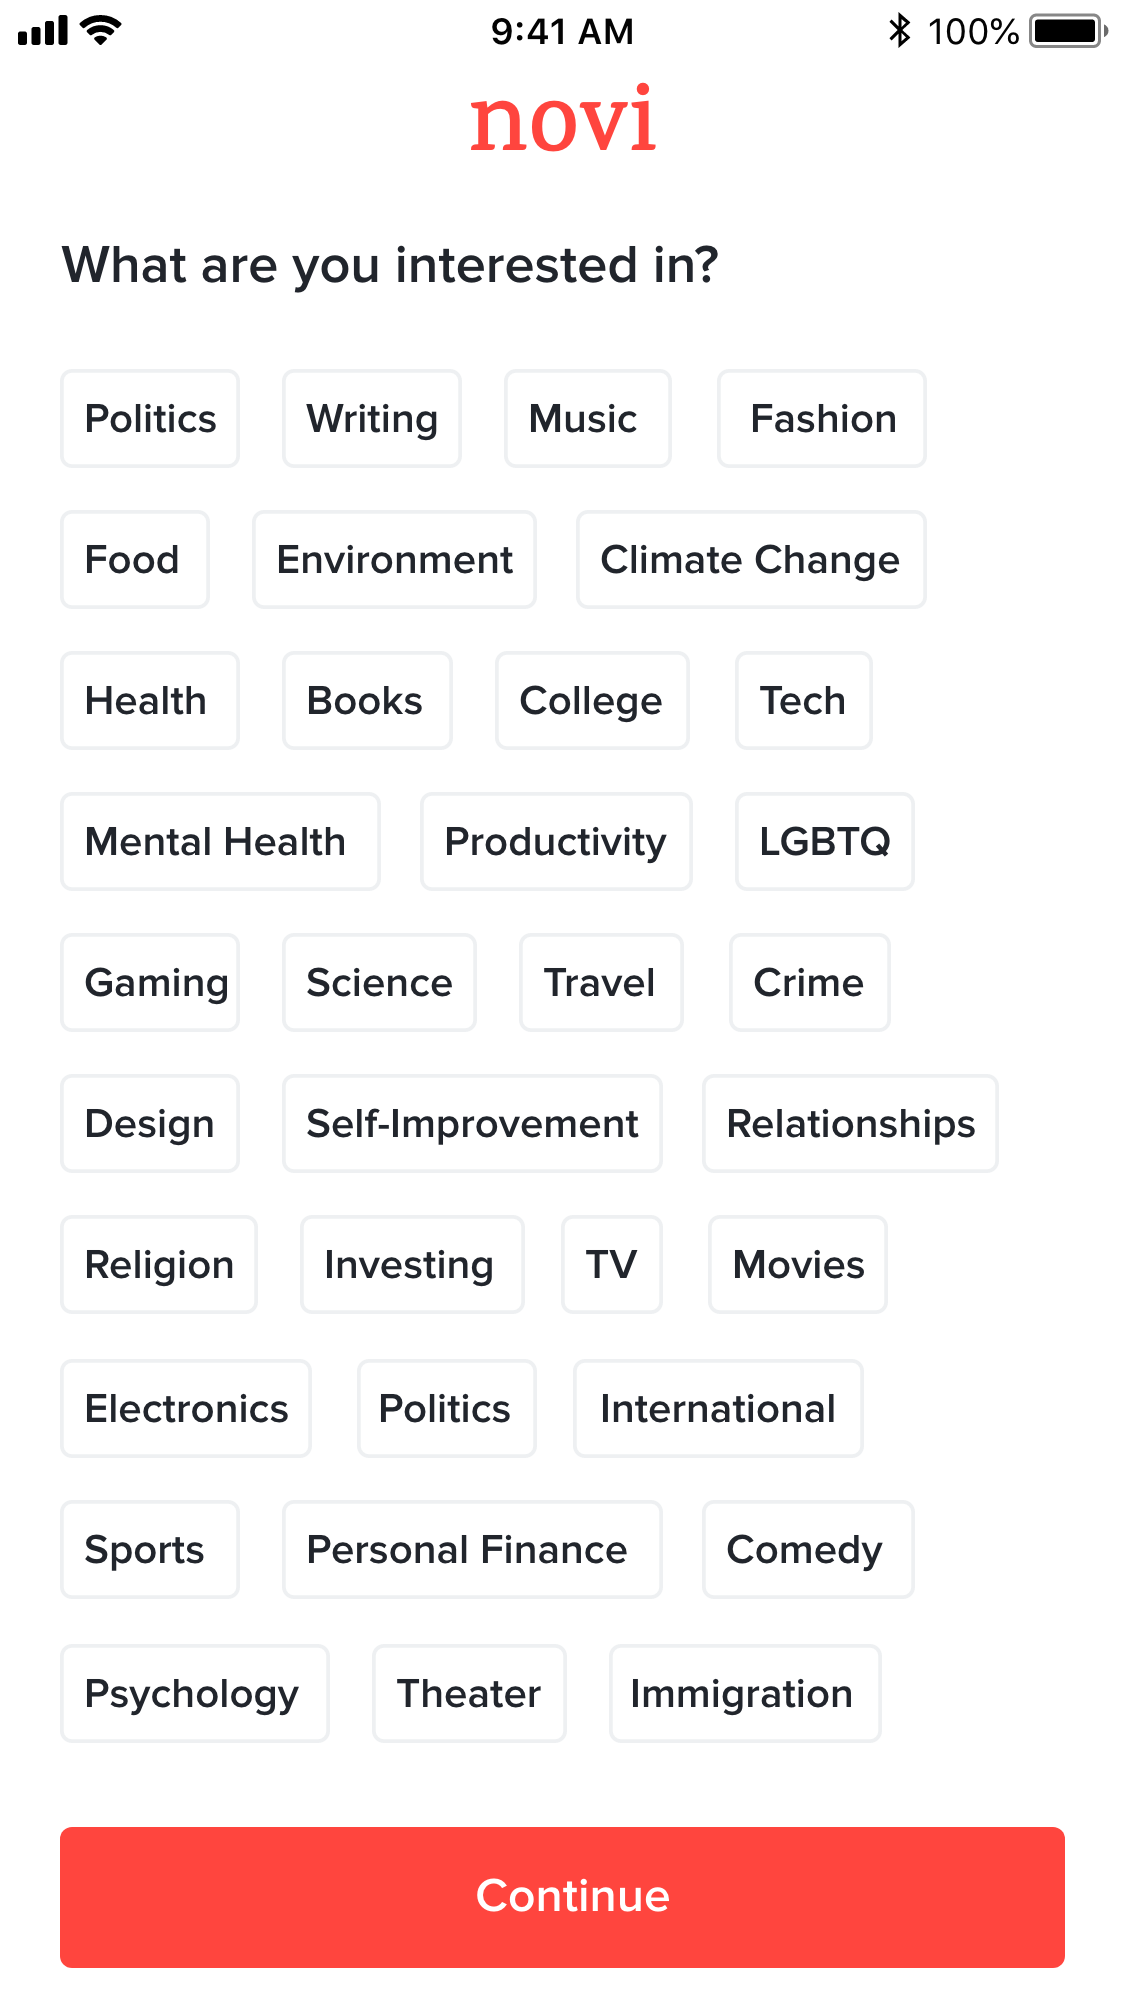 9:41 AM 100%
novi
What are you interested in?
Politics Writing Music Fashion
Food Environment Climate Change
Health Books College Tech
Mental Health Productivity LGBTQ
Gaming Science Travel Crime
Design Self-Improvement Relationships
Religion Investing TV Movies
Electronics Politics International
Sports Personal Finance Comedy
Psychology Theater Immigration
Continue